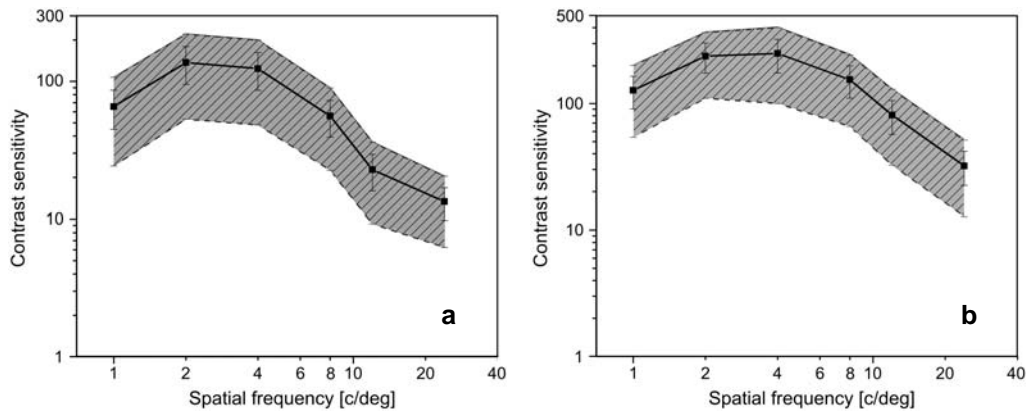 300
100
10
1
Contrast sensitivity
1 2 4 6 8 10 20 40
Spatial frequency [c/deg]
a
500
100
10
1
Contrast sensitivity
1 2 4 6 8 10 20 40
Spatial frequency [c/deg]
b